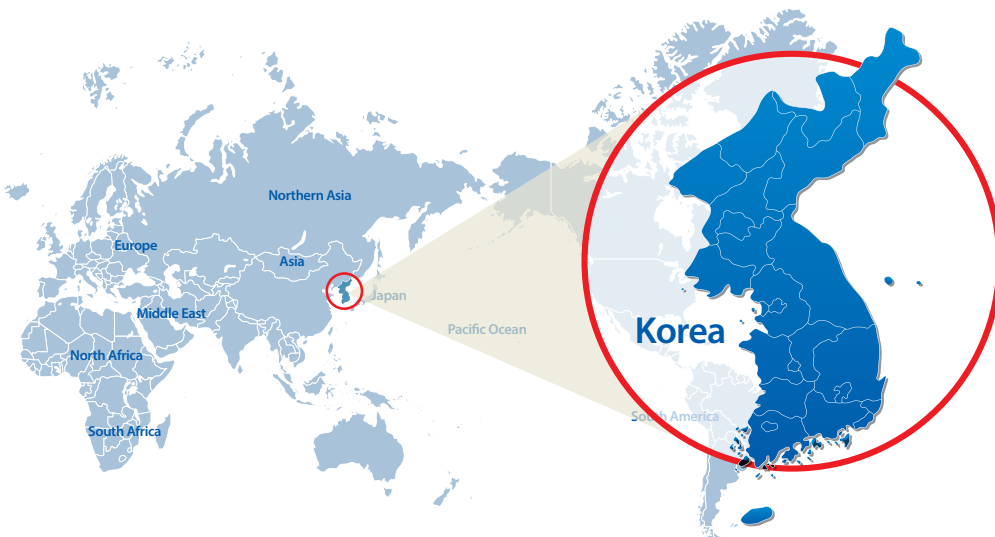 Northern Asia
Europe
Asia
Japan
Middle East
Pacific Ocean
Korea
North Africa
South America
South Africa